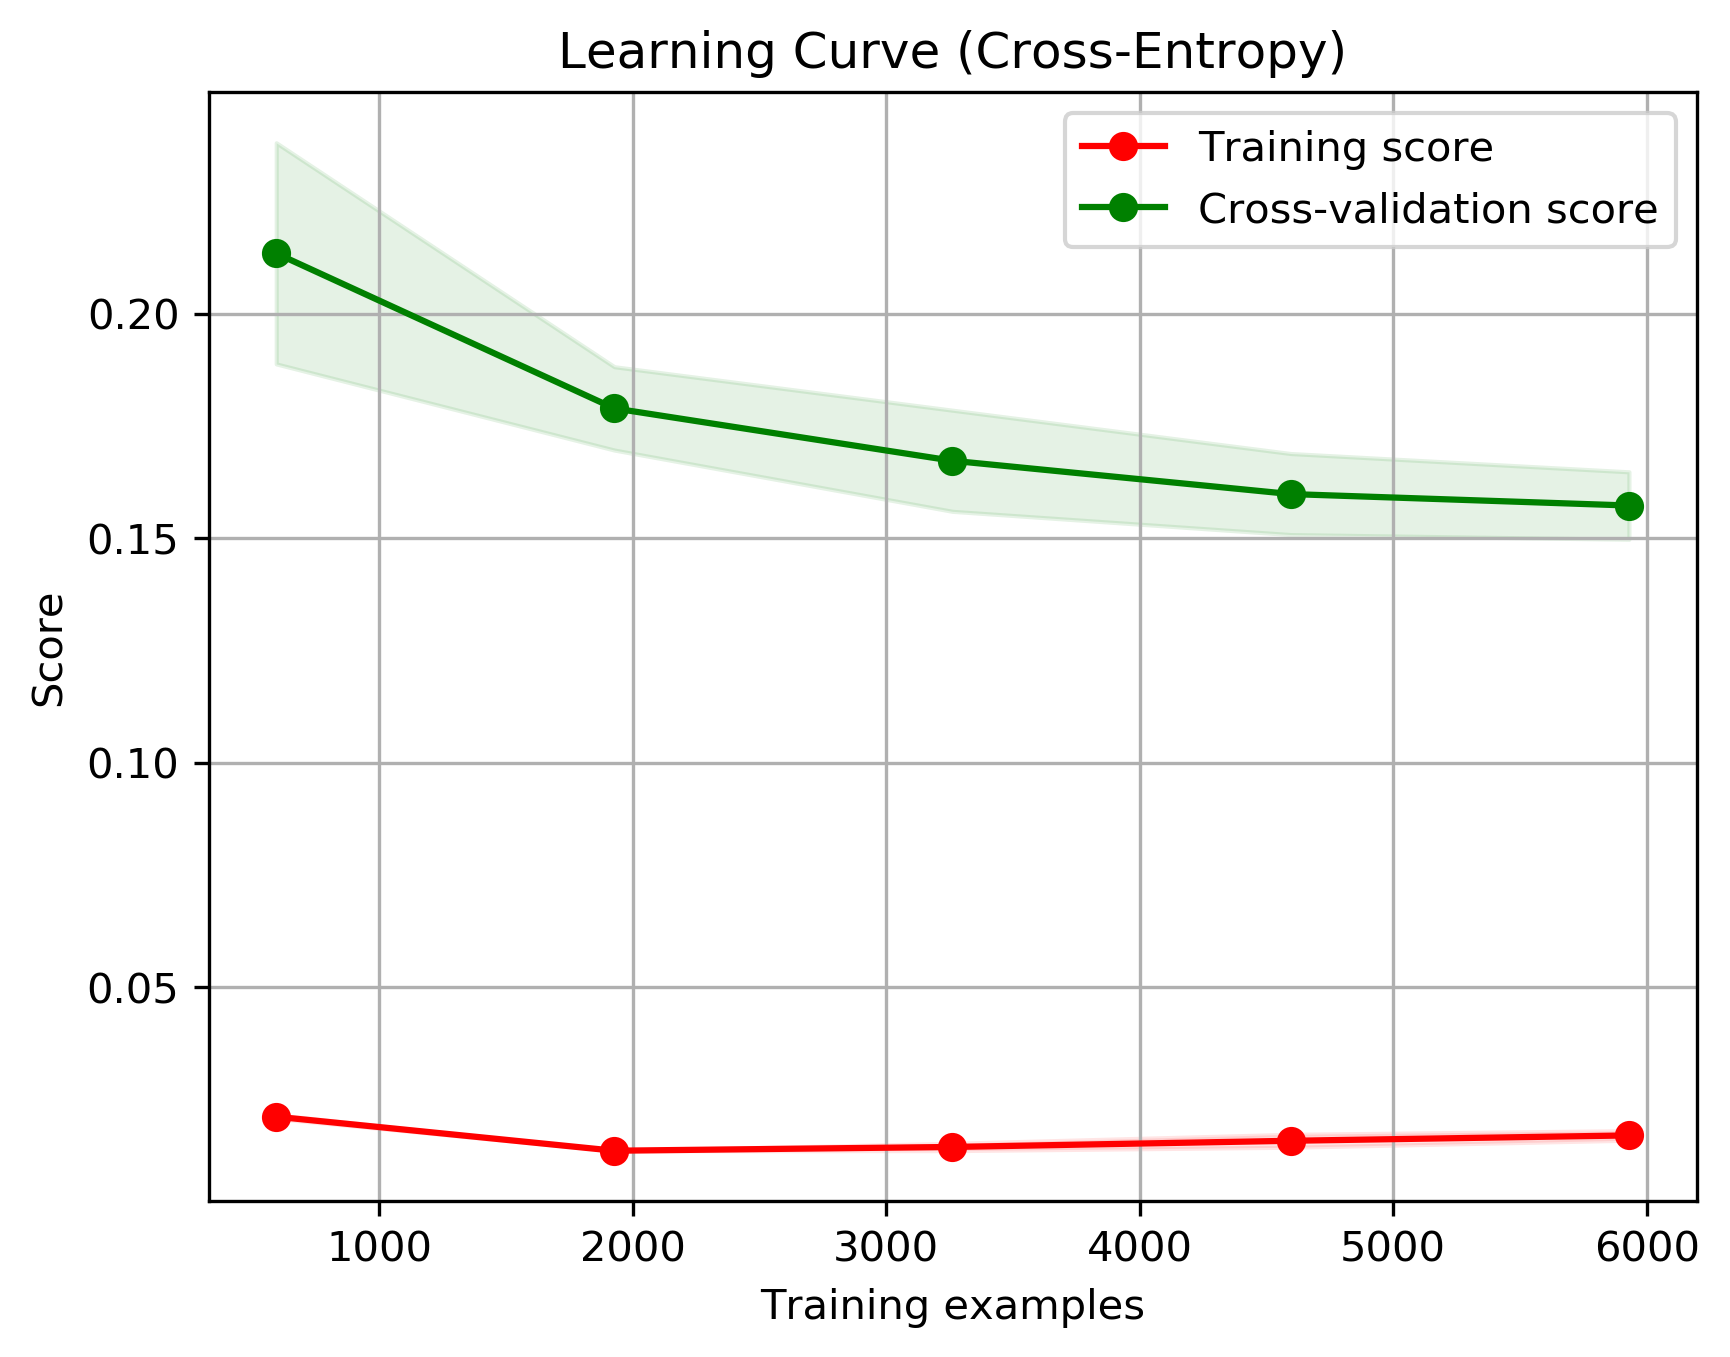 Learning Curve (Cross-Entropy)
Training score
Cross-validation score
0.20
0.15
0.10
0.05
Score
1000 2000 3000 4000 5000 6000
Training examples